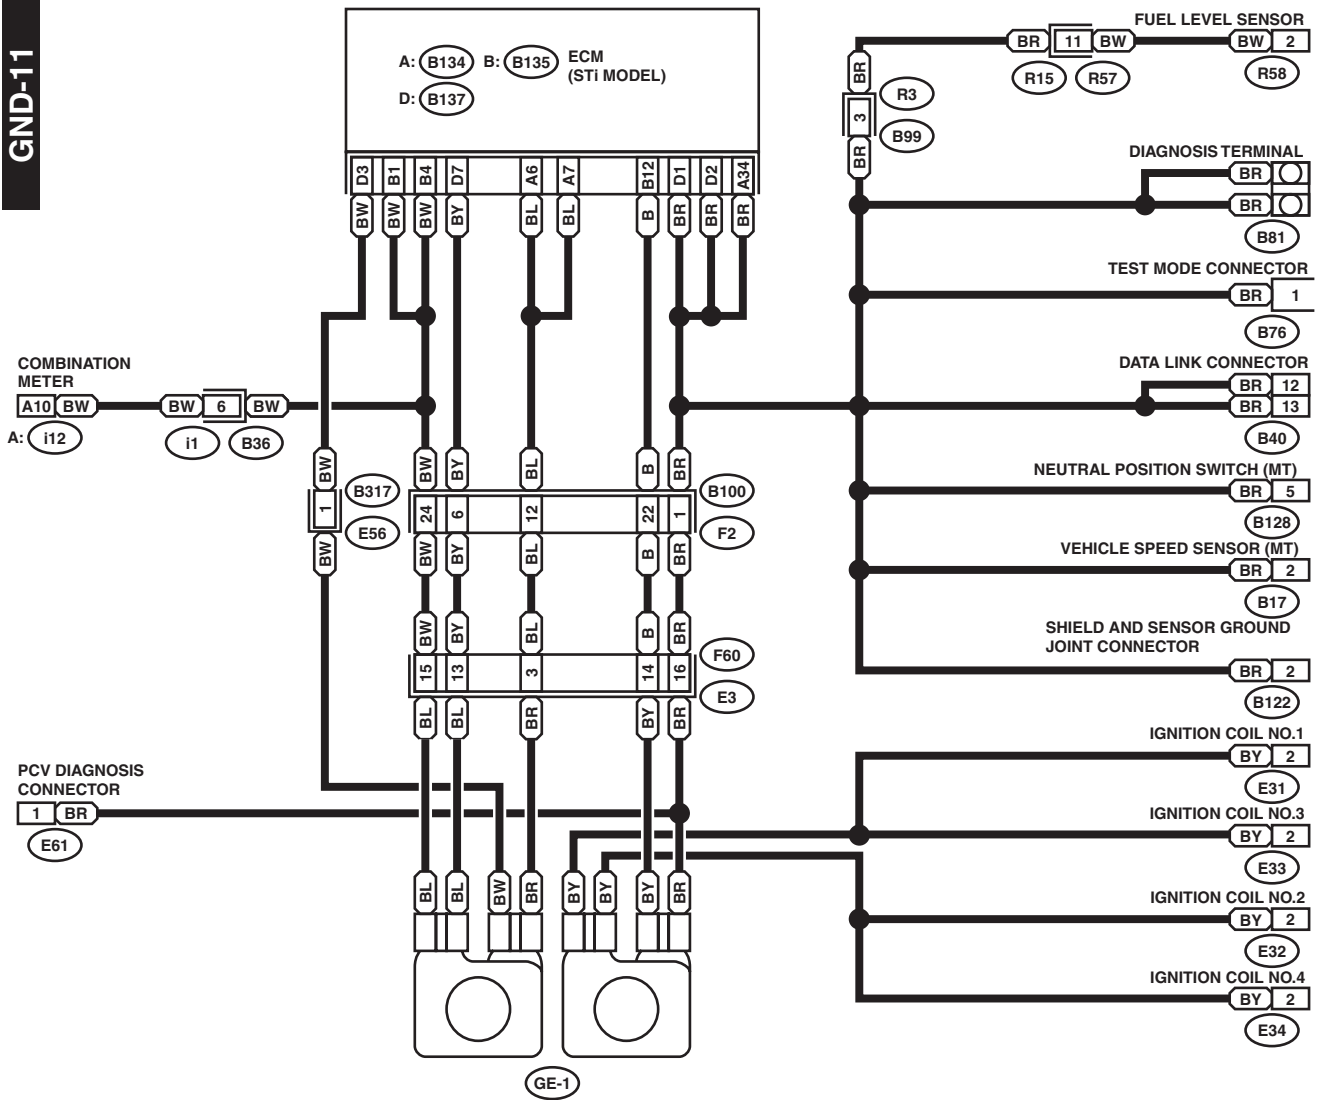 GND-11
A: B134 B: B135 ECM
(STi MODEL)
D: B137
D3 B1 B4 D7 A6 A7 B12 D1 D2 A34
BW BW BW BY BL BL B BR BR BR
FUEL LEVEL SENSOR
BR 11 BW BW 2
R15 R57 R58
BR
R3
3
B99
BR
DIAGNOSIS TERMINAL
BR
BR
B81
TEST MODE CONNECTOR
BR 1
B76
COMBINATION
METER
A10 BW BW 6 BW
A: i12 i1 B36
DATA LINK CONNECTOR
BR 12
BR 13
B40
BW BW BY BL B BR
B317 B100
1 24 6 12 22 1
E56 F2
BW BW BY BL B BR
NEUTRAL POSITION SWITCH (MT)
BR 5
B128
VEHICLE SPEED SENSOR (MT)
BR 2
B17
BW BY BL B BR
F60
15 13 3 14 16
E3
BL BL BR BY BR
SHIELD AND SENSOR GROUND
JOINT CONNECTOR
BR 2
B122
PCV DIAGNOSIS
CONNECTOR
1 BR
E61
IGNITION COIL NO.1
BY 2
E31
IGNITION COIL NO.3
BY 2
E33
BL BL BW BR BY BY BY BR
IGNITION COIL NO.2
BY 2
E32
IGNITION COIL NO.4
BY 2
E34
GE-1